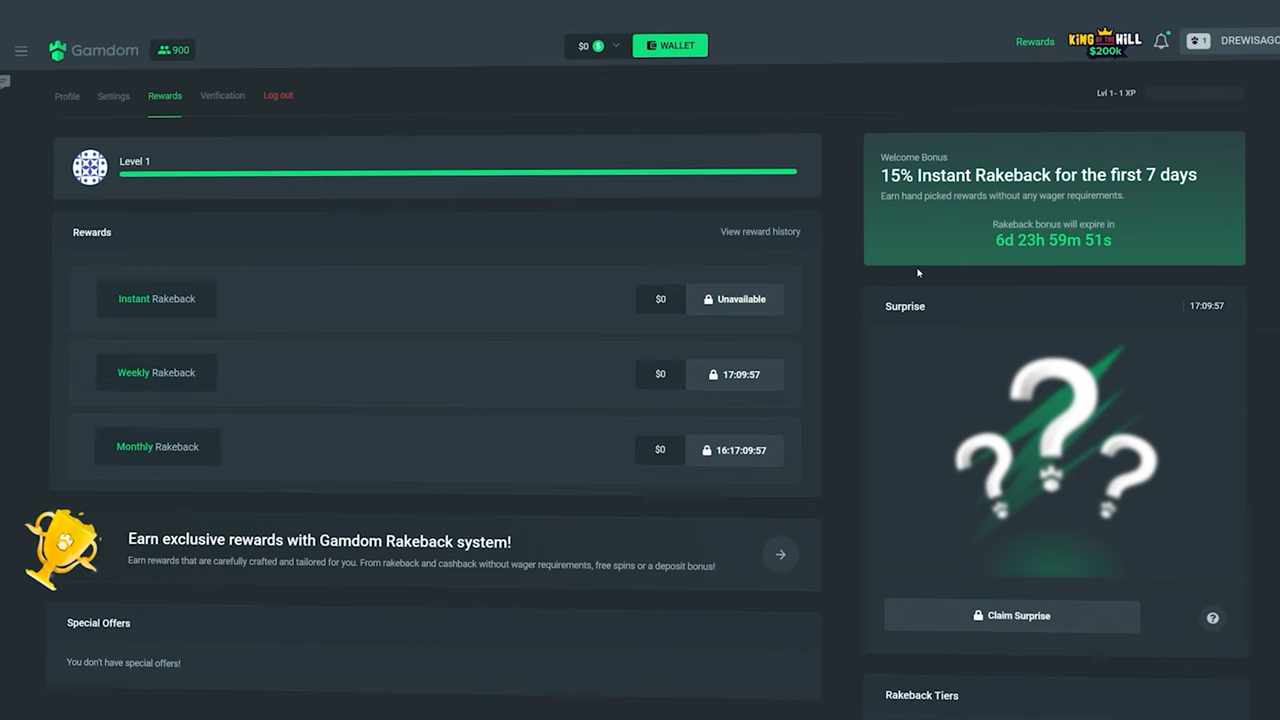 Gamdom
900
$0
WALLET
Rewards
KING OF THE HILL
$200k
1
DREWISAGO
Profile
Settings
Rewards
Verification
Log out
Lvl 1- 1 XP
Level 1
Rewards
View reward history
Instant Rakeback
$0
Unavailable
Weekly Rakeback
$0
17:09:57
Monthly Rakeback
$0
16:17:09:57
Earn exclusive rewards with Gamdom Rakeback system!
Earn rewards that are carefully crafted and tailored for you. From rakeback and cashback without wager requirements, free spins or a deposit bonus!
Special Offers
You don't have special offers!
Welcome Bonus
15% Instant Rakeback for the first 7 days
Earn hand picked rewards without any wager requirements.
Rakeback bonus will expire in
6d 23h 59m 51s
Surprise
17:09:57
???
Claim Surprise
?
Rakeback Tiers